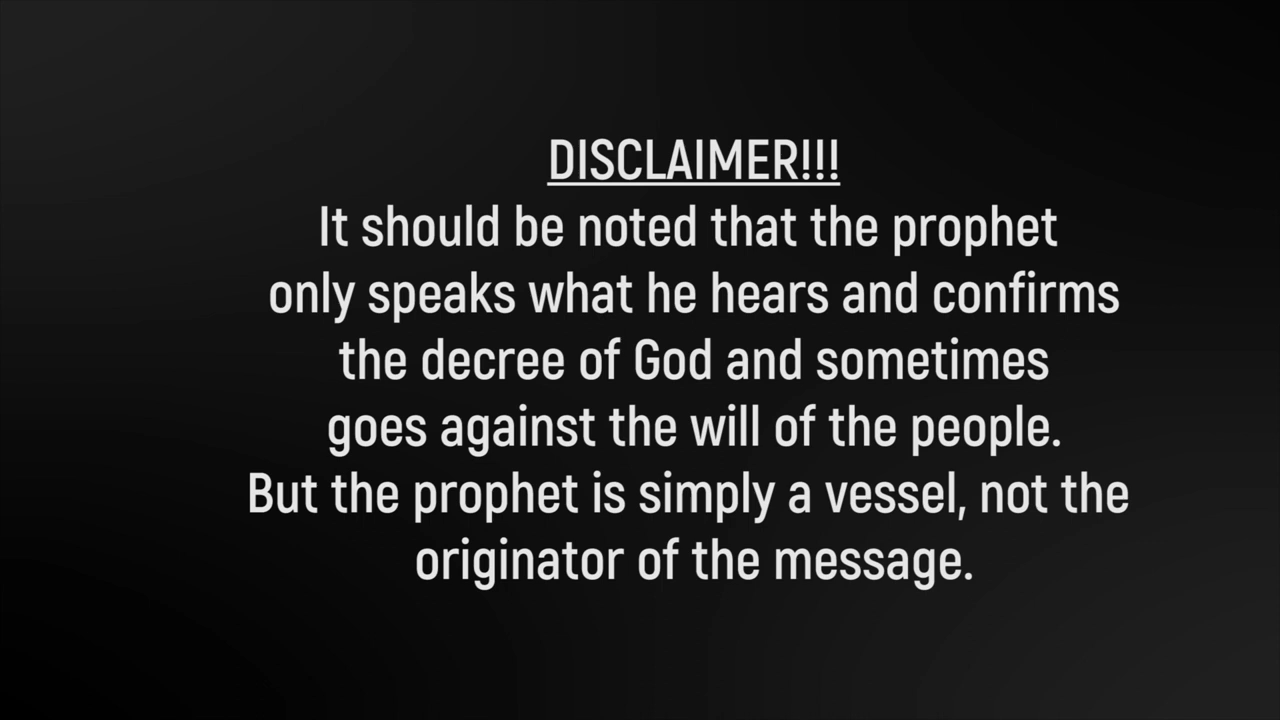 DISCLAIMER!!!
It should be noted that the prophet
only speaks what he hears and confirms
the decree of God and sometimes
goes against the will of the people.
But the prophet is simply a vessel, not the
originator of the message.